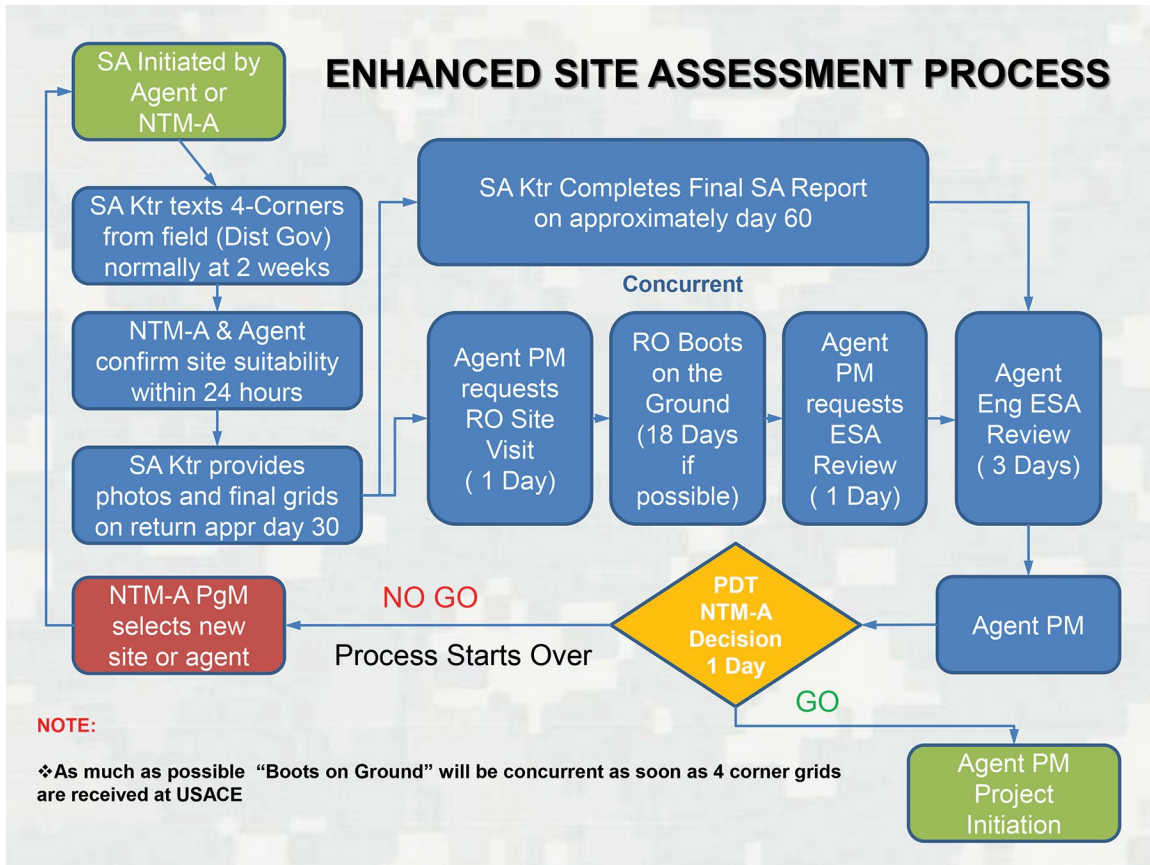 ENHANCED SITE ASSESSMENT PROCESS
SA Initiated by
Agent or
NTM-A
SA Ktr texts 4-Corners
from field (Dist Gov)
normally at 2 weeks
NTM-A & Agent
confirm site suitability
within 24 hours
SA Ktr provides
photos and final grids
on return appr day 30
SA Ktr Completes Final SA Report
on approximately day 60
Concurrent
Agent PM
requests
RO Site
Visit
( 1 Day)
RO Boots
on the
Ground
(18 Days
if
possible)
Agent
PM
requests
ESA
Review
(1 Day)
Agent
Eng ESA
Review
( 3 Days)
Agent PM
PDT
NTM-A
Decision
1 Day
NO GO
Process Starts Over
NTM-A PgM
selects new
site or agent
GO
Agent PM
Project
Initiation
NOTE:
❖As much as possible  “Boots on Ground” will be concurrent as soon as 4 corner grids
are received at USACE